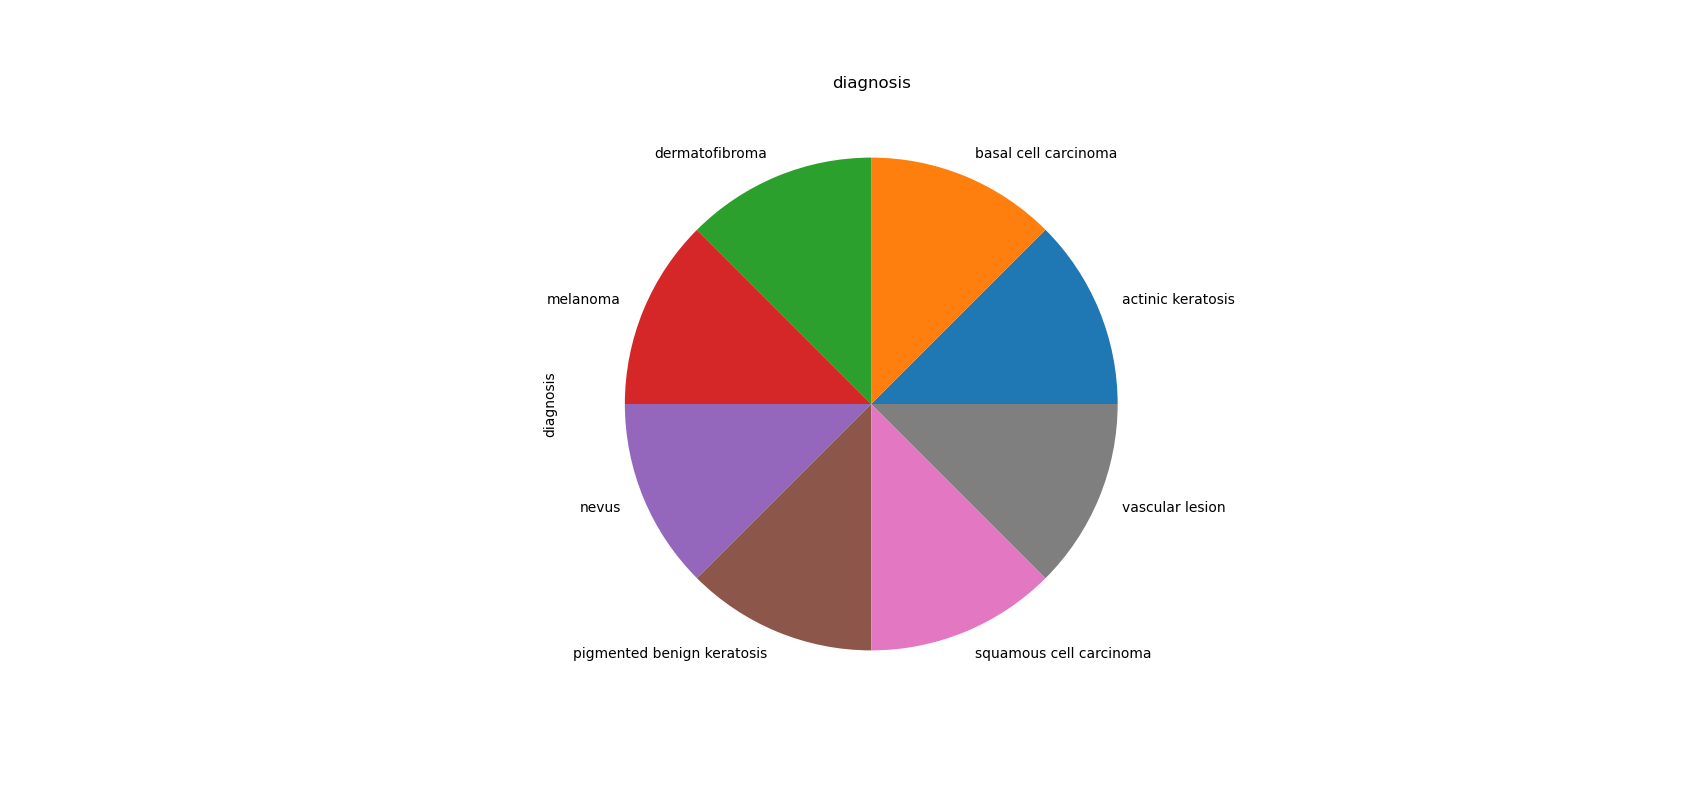 diagnosis
dermatofibroma
basal cell carcinoma
melanoma
actinic keratosis
diagnosis
nevus
vascular lesion
pigmented benign keratosis
squamous cell carcinoma